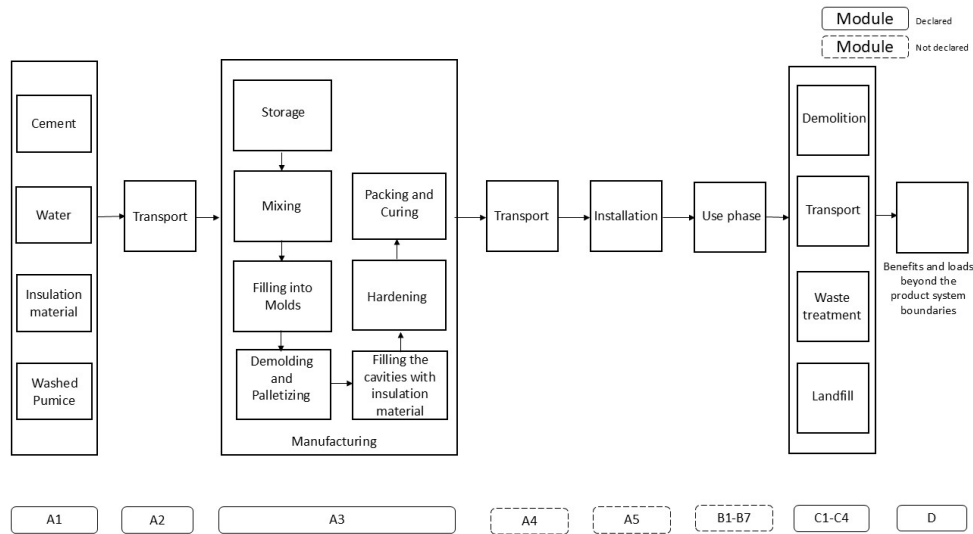 Module
Declared
Module
Not declared
Cement
Water
Insulation
material
Washed
Pumice
Transport
Storage
Mixing
Filling into
Molds
Demolding
and
Palletizing
Filling the
cavities with
insulation
material
Hardening
Packing and
Curing
Manufacturing
Transport
Installation
Use phase
Demolition
Transport
Waste
treatment
Landfill
Benefits and loads
beyond the
product system
boundaries
A1
A2
A3
A4
A5
B1-B7
C1-C4
D